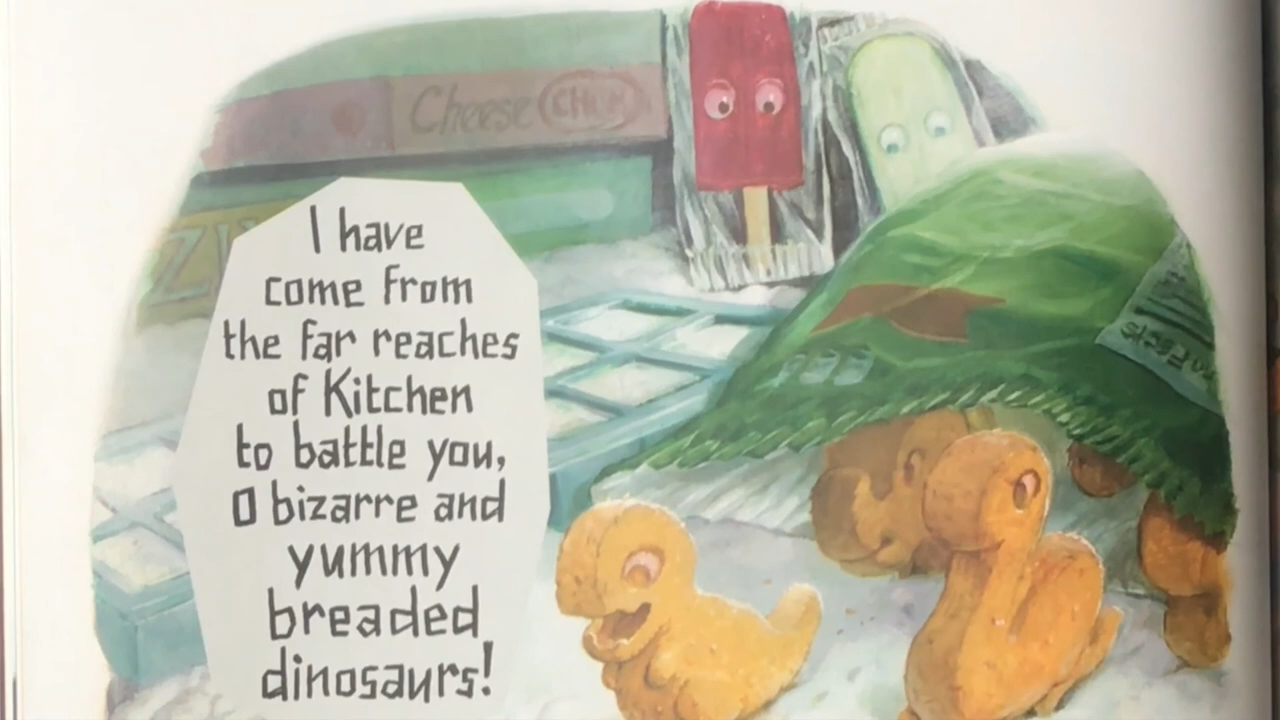 Cheese
I have
come from
the far reaches
of Kitchen
to battle you,
O bizarre and
yummy
breaded
dinosaurs!